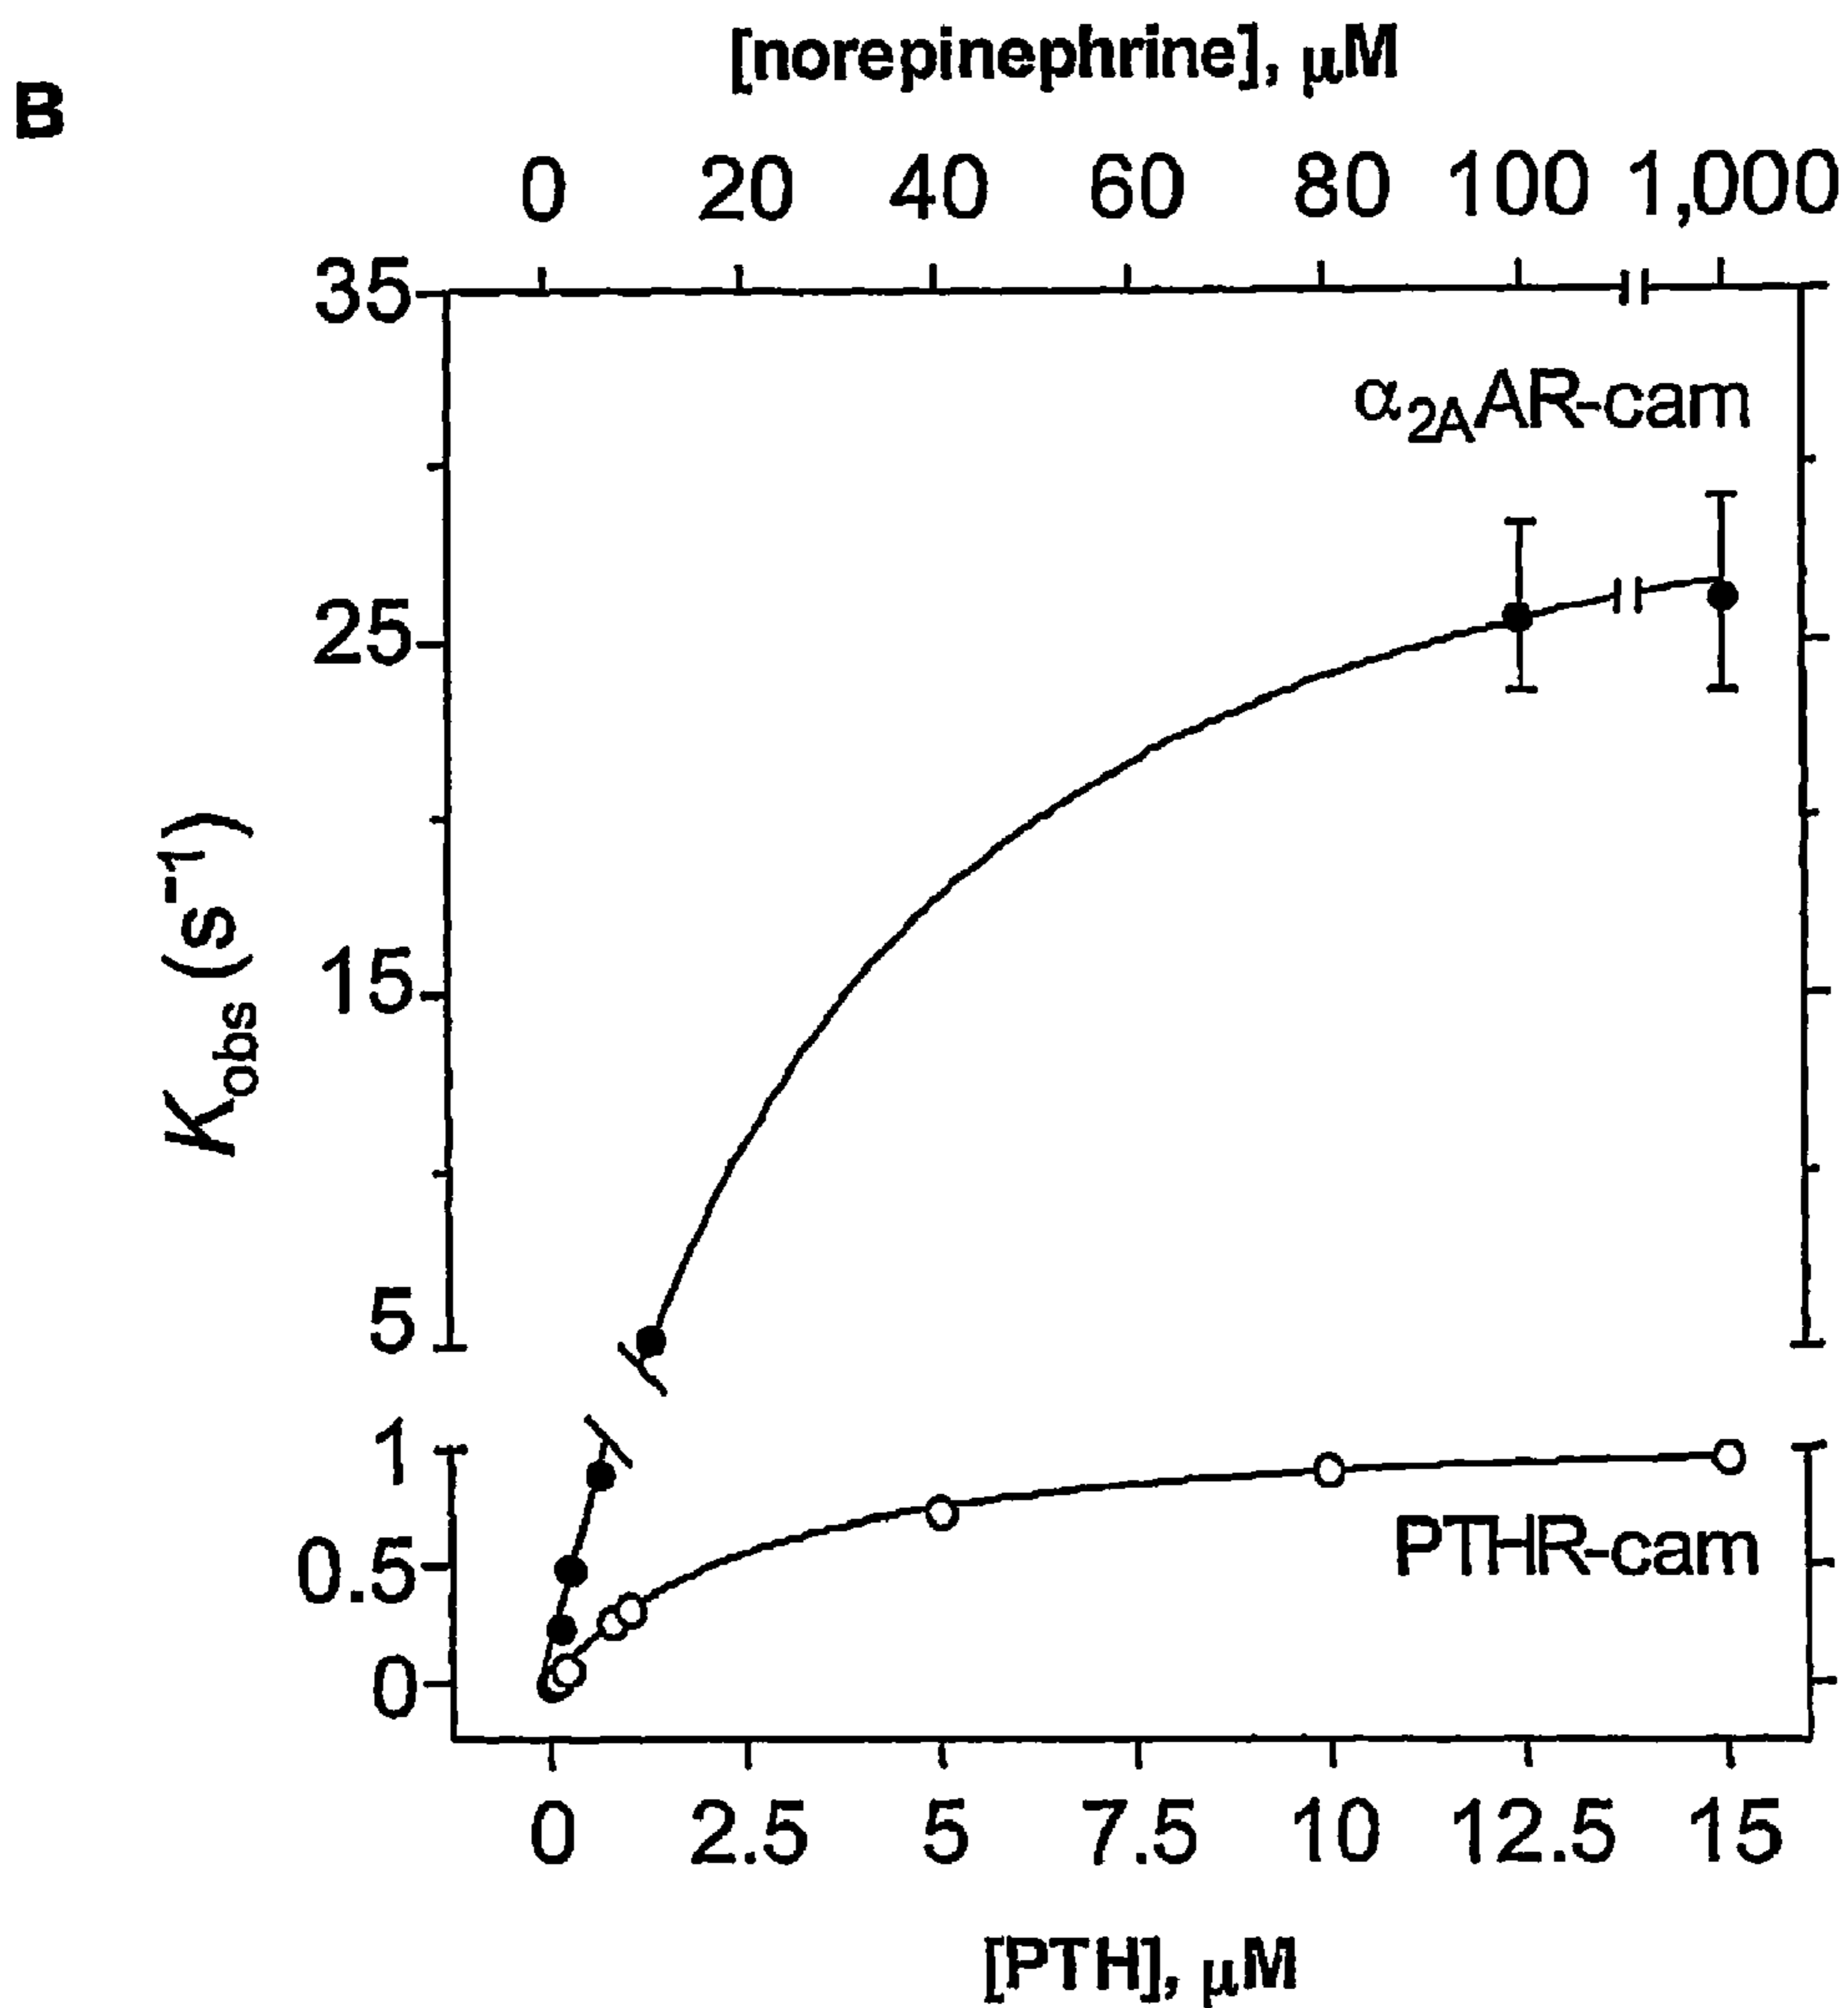 B
[norepinephrine], μM
0 20 40 60 80 100 1,000
35
α2AAR-cam
25
Kobs (s-1)
15
5
1
0.5
PTHR-cam
0
0 2.5 5 7.5 10 12.5 15
[PTH], μM